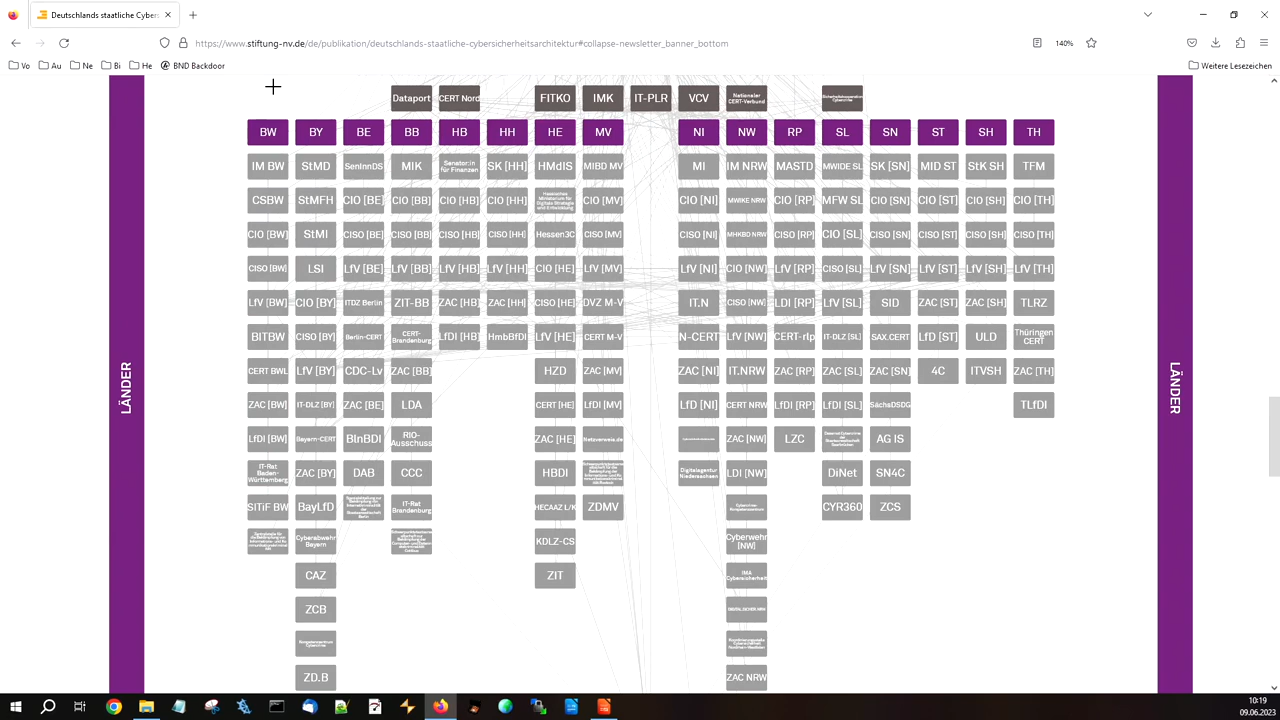 Deutschlands staatliche Cybers
https://www.stiftung-nv.de/de/publikation/deutschlands-staatliche-cybersicherheitsarchitektur#collapse-newsletter_banner_bottom
140%
Vo Au Ne Bi He BND Backdoor Weitere Lesezeichen
Dataport CERT Nord FITKO IMK IT-PLR VCV Nationaler CERT-Verbund
BW BY BE BB HB HH HE MV NI NW RP SL SN ST SH TH
IM BW StMD SenInnDS MIK Senator:in für Finanzen SK [HH] HMdIS MIBD MV MI IM NRW MASTD MWIDE SL SK [SN] MID ST StK SH TFM
CSBW StMFH CIO [BE] CIO [BB] CIO [HB] CIO [HH] Hessisches Ministerium für Digitale Strategie und Entwicklung CIO [MV] CIO [NI] MWIKE NRW CIO [RP] MFW SL CIO [SN] CIO [ST] CIO [SH] CIO [TH]
CIO [BW] StMI CISO [BE] CISO [BB] CISO [HB] CISO [HH] Hessen3C CISO [MV] CISO [NI] MHKBD NRW CISO [RP] CIO [SL] CISO [SN] CISO [ST] CISO [SH] CISO [TH]
CISO [BW] LSI LfV [BE] LfV [BB] LfV [HB] LfV [HH] CIO [HE] LfV [MV] LfV [NI] CIO [NW] LfV [RP] CISO [SL] LfV [SN] LfV [ST] LfV [SH] LfV [TH]
LfV [BW] CIO [BY] ITDZ Berlin ZIT-BB ZAC [HB] ZAC [HH] CISO [HE] DVZ M-V IT.N CISO [NW] LDI [RP] LfV [SL] SID ZAC [ST] ZAC [SH] TLRZ
BITBW CISO [BY] Berlin-CERT CERT-Brandenburg LfDI [HB] HmbBfDI LfV [HE] CERT M-V N-CERT LfV [NW] CERT-rlp IT-DLZ [SL] SAX.CERT LfD [ST] ULD Thüringen CERT
CERT BWL LfV [BY] CDC-Lv ZAC [BB] HZD ZAC [MV] ZAC [NI] IT.NRW ZAC [RP] ZAC [SL] ZAC [SN] 4C ITVSH ZAC [TH]
ZAC [BW] IT-DLZ [BY] ZAC [BE] LDA CERT [HE] LfDI [MV] LfD [NI] CERT NRW LfDI [RP] LfDI [SL] SächsDSDG TLfDI
LfDI [BW] Bayern-CERT BlnBDI RIO-Ausschuss ZAC [HE] Netzverweis.de ZAC [NW] LZC AG IS
IT-Rat Baden-Württemberg ZAC [BY] DAB CCC HBDI Digitalagentur Niedersachsen LDI [NW] DiNet SN4C
SITiF BW BayLfD IT-Rat Brandenburg HECAAZ L/K ZDMV CYR360 ZCS
Cyberabwehr Bayern KDLZ-CS Cyberwehr [NW]
CAZ ZIT IMA Cybersicherheit
ZCB
ZD.B ZAC NRW
LÄNDER
LÄNDER
10:19
09.06.2023